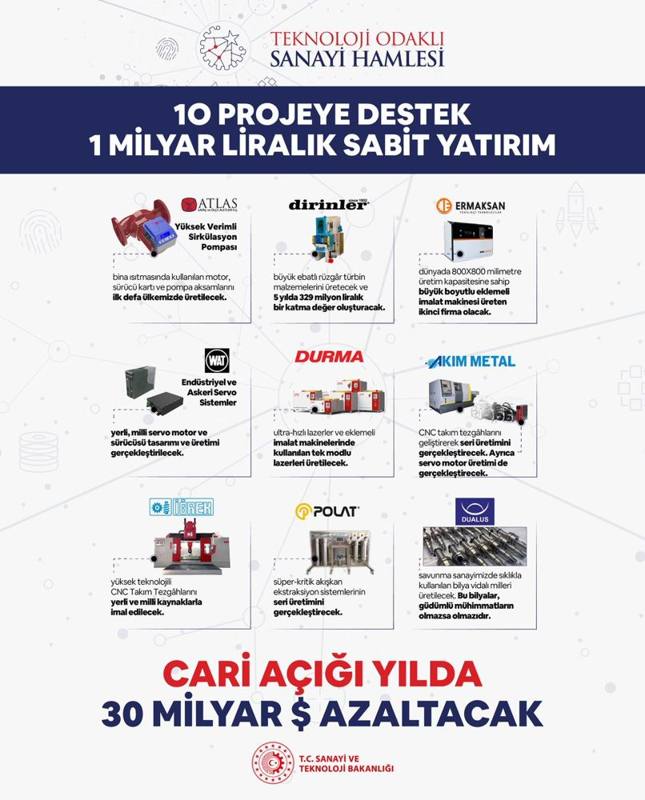 TEKNOLOJİ ODAKLI
SANAYİ HAMLESİ
10 PROJEYE DESTEK
1 MİLYAR LİRALIK SABİT YATIRIM
ATLAS
Yüksek Verimli
Sirkülasyon
Pompası
bina ısıtmasında kullanılan motor,
sürücü kartı ve pompa aksamlarını
ilk defa ülkemizde üretilecek.
dirinler
büyük ebatlı rüzgâr türbin
malzemelerini üretecek ve
5 yılda 329 milyon liralık
bir katma değer oluşturacak.
ERMAKSAN
dünyada 800X800 milimetre
üretim kapasitesine sahip
büyük boyutlu eklemeli
imalat makinesi üreten
ikinci firma olacak.
WAT
Endüstriyel ve
Askeri Servo
Sistemler
yerli, milli servo motor ve
sürücüsü tasarımı ve üretimi
gerçekleştirilecek.
DURMA
ultra-hızlı lazerler ve eklemeli
imalat makinelerinde
kullanılan tek modlu
lazerleri üretilecek.
AKIM METAL
CNC takım tezgâhlarını
geliştirerek seri üretimini
gerçekleştirecek. Ayrıca
servo motor üretimi de
gerçekleştirecek.
İĞREK
yüksek teknolojili
CNC Takım Tezgâhlarını
yerli ve milli kaynaklarla
imal edilecek.
POLAT
süper-kritik akışkan
ekstraksiyon sistemlerinin
seri üretimini
gerçekleştirecek.
DUALUS
savunma sanayimizde sıklıkla
kullanılan bilya vidalı milleri
üretilecek. Bu bilyalar,
güdümlü mühimmatların
olmazsa olmazıdır.
CARİ AÇIĞI YILDA
30 MİLYAR $ AZALTACAK
T.C. SANAYİ VE
TEKNOLOJİ BAKANLIĞI